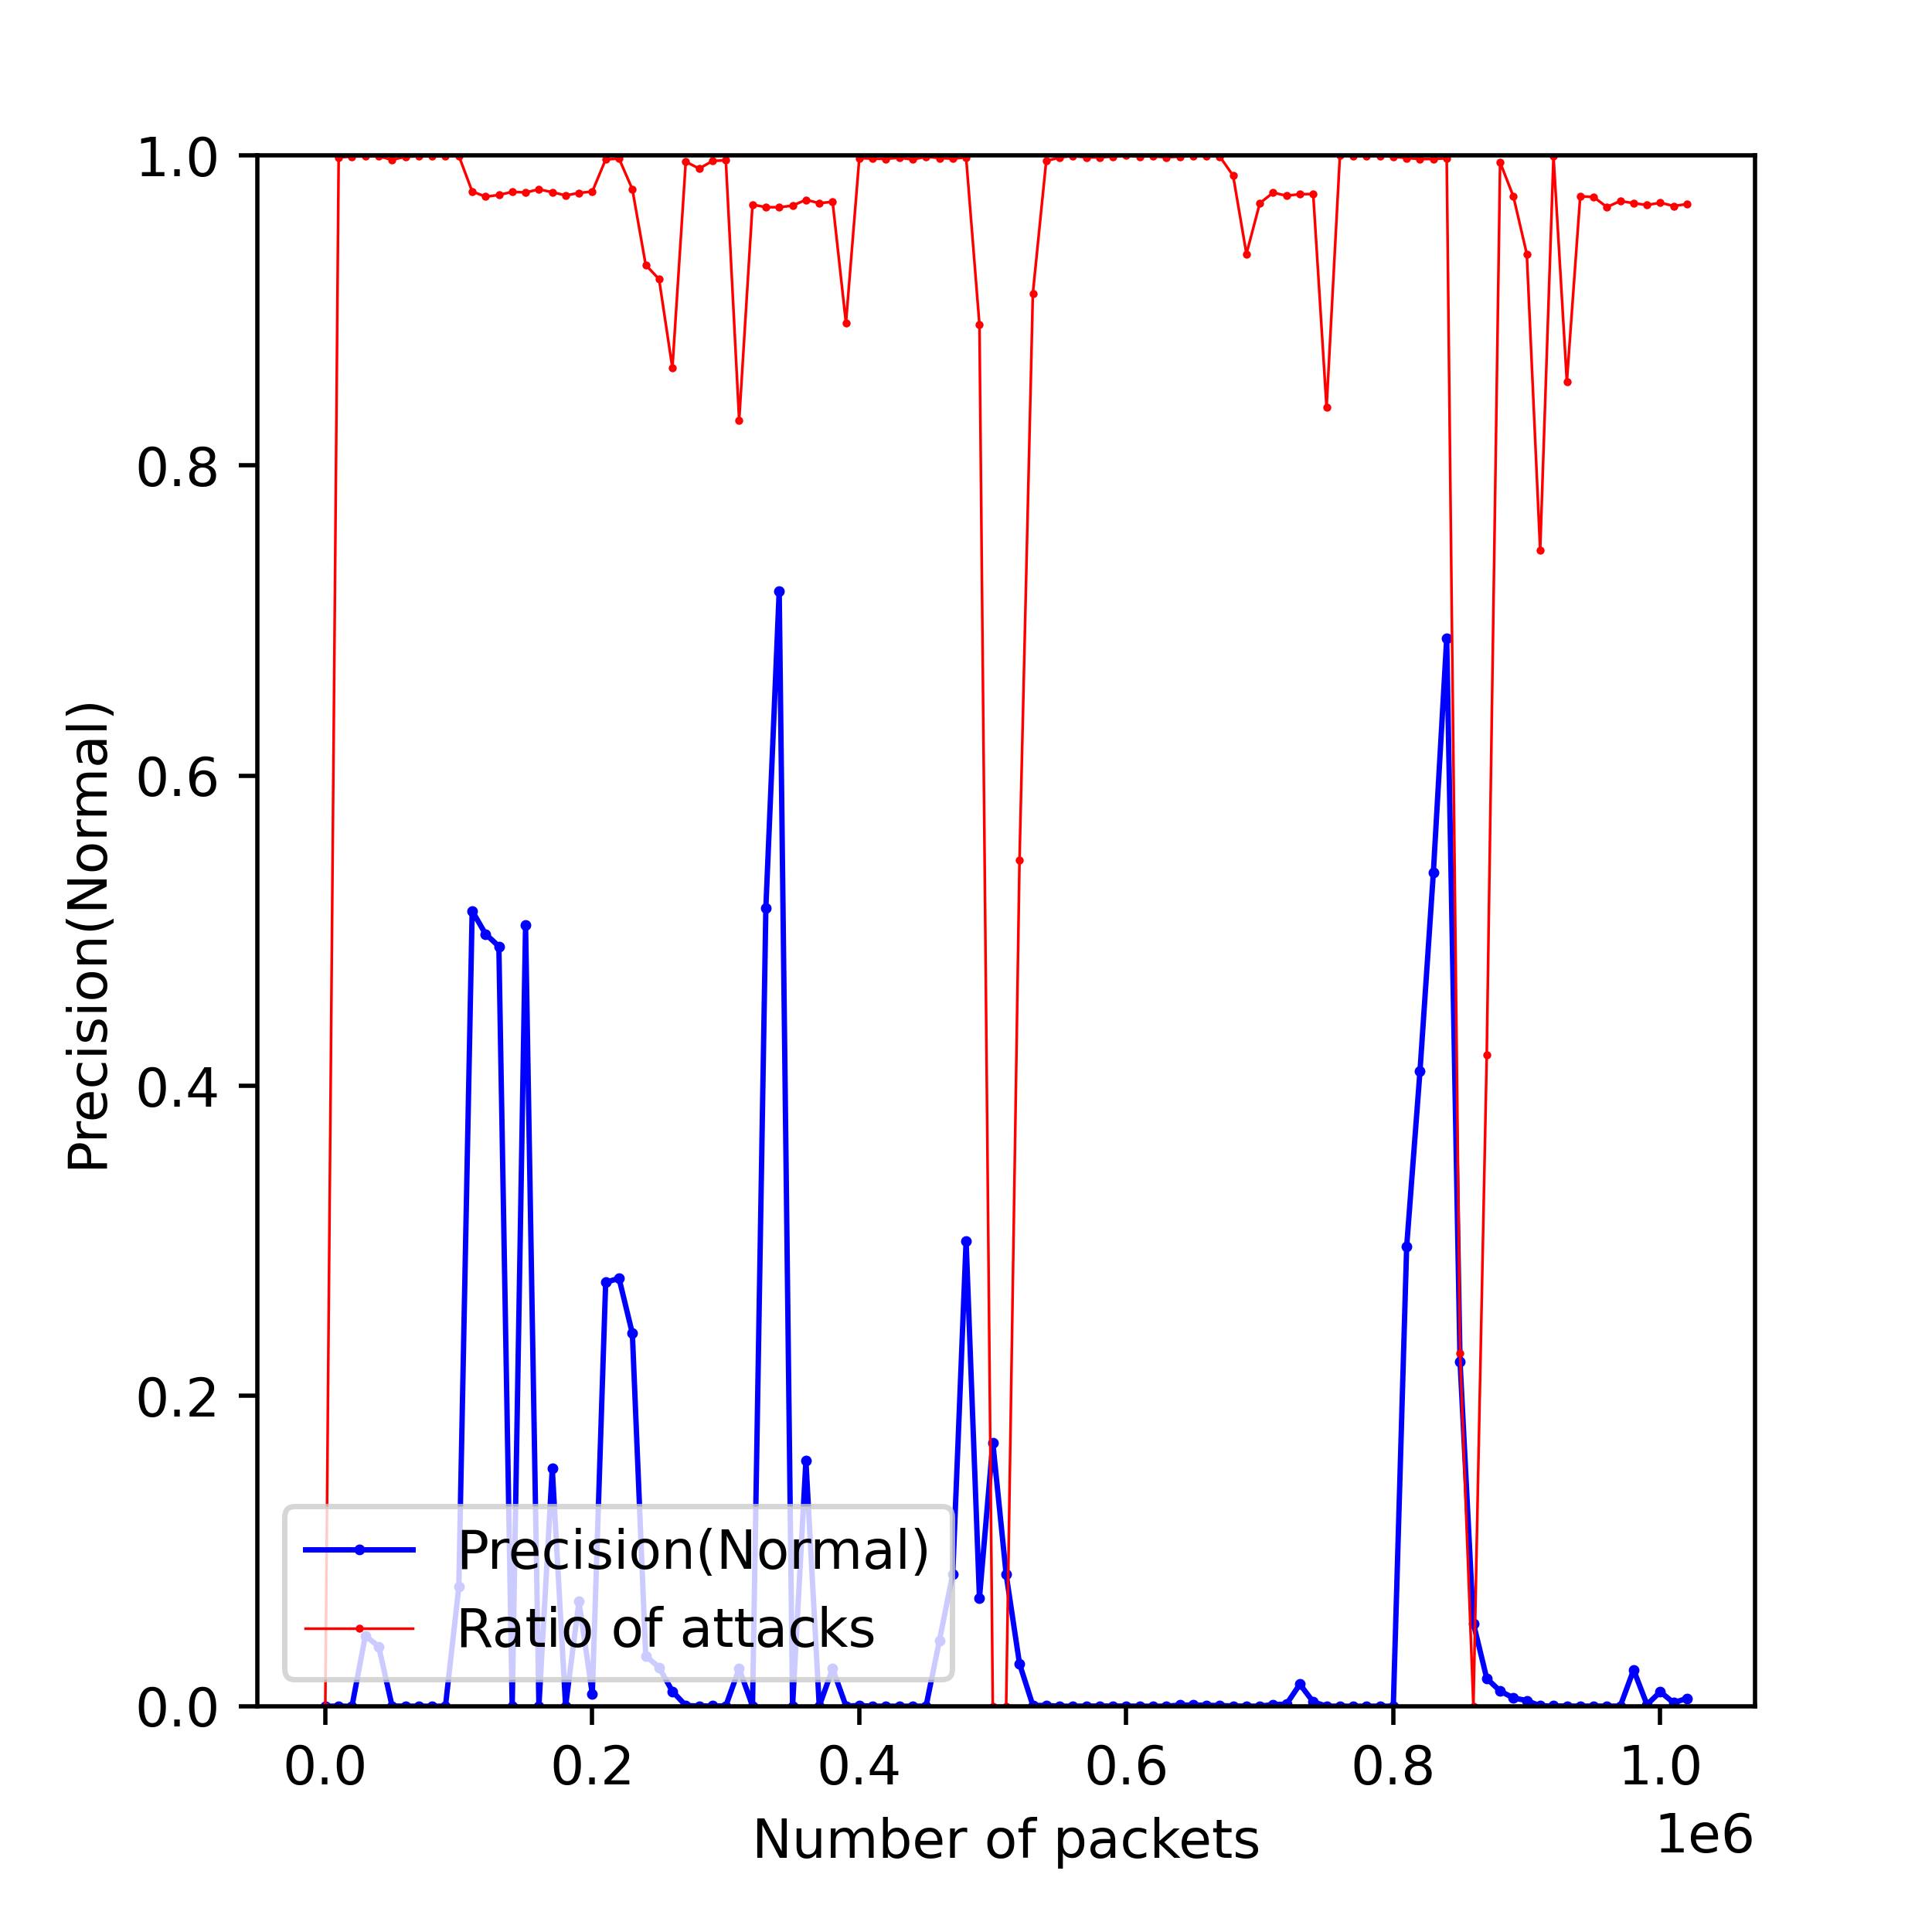 1.0
0.8
0.6
0.4
0.2
0.0
Precision(Normal)
Precision(Normal)
Ratio of attacks
0.0 0.2 0.4 0.6 0.8 1.0
Number of packets
1e6